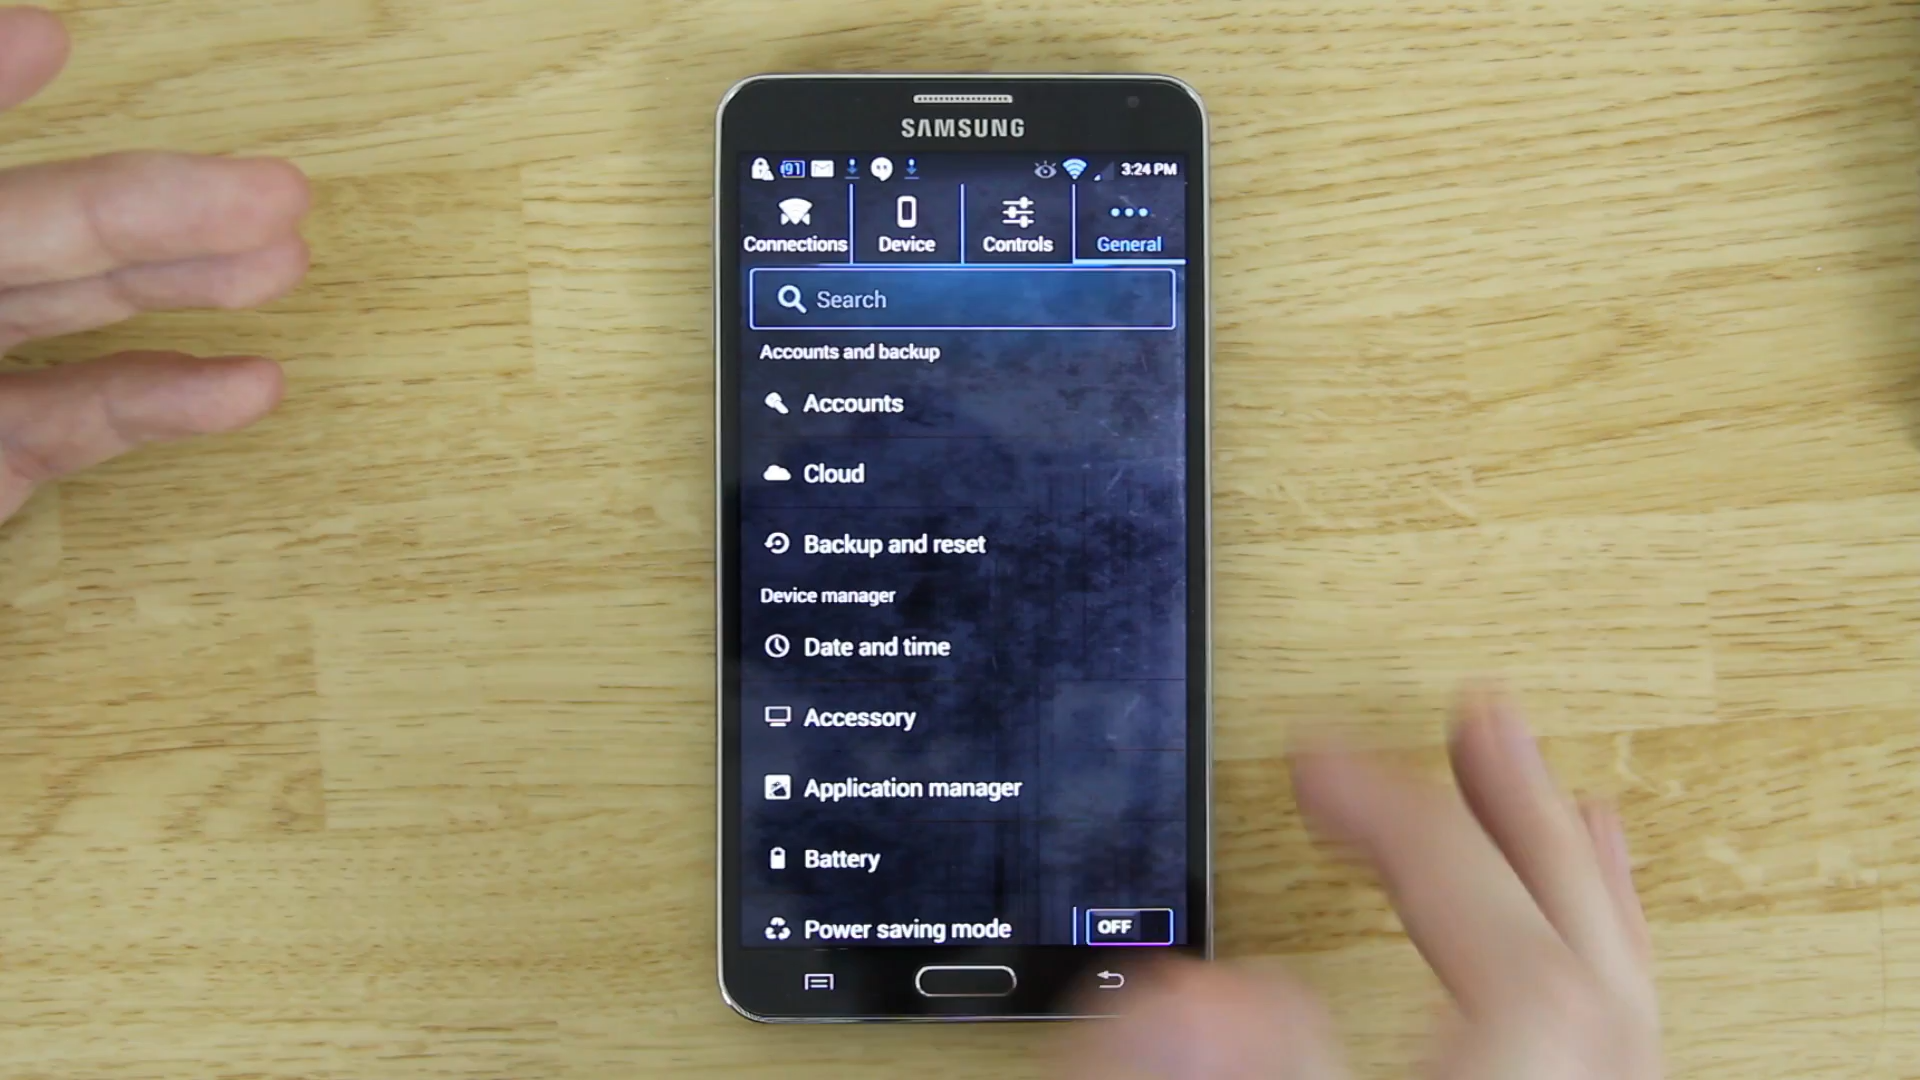 SAMSUNG
91 3:24 PM
Connections Device Controls General
Search
Accounts and backup
Accounts
Cloud
Backup and reset
Device manager
Date and time
Accessory
Application manager
Battery
Power saving mode OFF